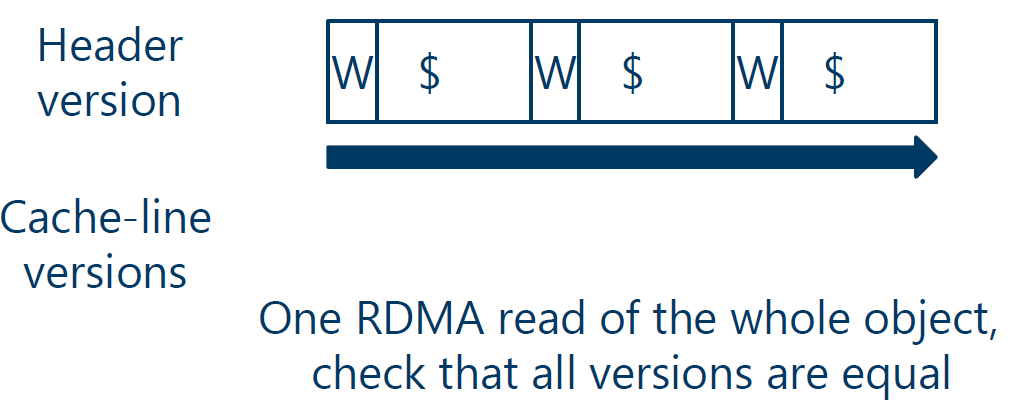 Header
version
W $ W $ W $
Cache-line
versions
One RDMA read of the whole object,
check that all versions are equal